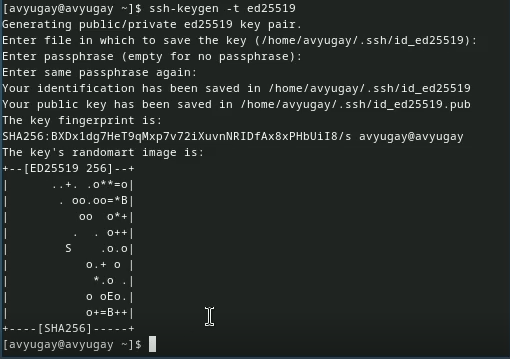 [avyugay@avyugay ~]$ ssh-keygen -t ed25519
Generating public/private ed25519 key pair.
Enter file in which to save the key (/home/avyugay/.ssh/id_ed25519):
Enter passphrase (empty for no passphrase):
Enter same passphrase again:
Your identification has been saved in /home/avyugay/.ssh/id_ed25519
Your public key has been saved in /home/avyugay/.ssh/id_ed25519.pub
The key fingerprint is:
SHA256:BXDx1dg7HeT9qMxp7v72iXuvnNRIDfAx8xPHbUiI8/s avyugay@avyugay
The key's randomart image is:
+--[ED25519 256]--+
|      ..+. .o**=o|
|       . oo.oo=*B|
|         oo  o*+|
|        .  . o++|
|       S    .o.o|
|          o.+ o |
|           *.o .|
|          o oEo.|
|          o+=B++|
+----[SHA256]-----+
[avyugay@avyugay ~]$